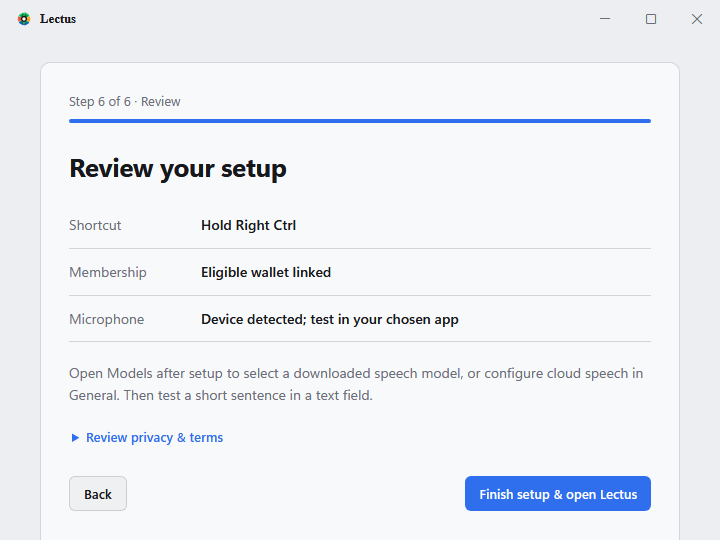 Lectus
Step 6 of 6 · Review
Review your setup
Shortcut Hold Right Ctrl
Membership Eligible wallet linked
Microphone Device detected; test in your chosen app
Open Models after setup to select a downloaded speech model, or configure cloud speech in
General. Then test a short sentence in a text field.
Review privacy & terms
Back Finish setup & open Lectus